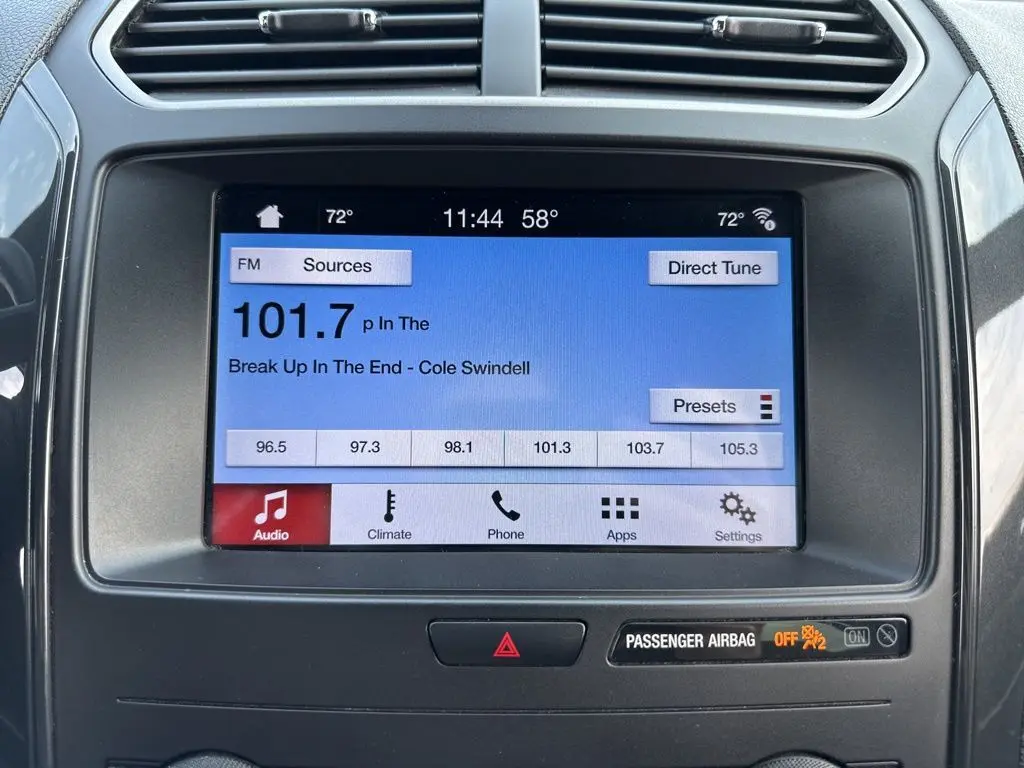 72° 11:44 58° 72°
FM Sources Direct Tune
101.7 p In The
Break Up In The End - Cole Swindell
Presets
96.5 97.3 98.1 101.3 103.7 105.3
Audio Climate Phone Apps Settings
PASSENGER AIRBAG OFF 2 ON